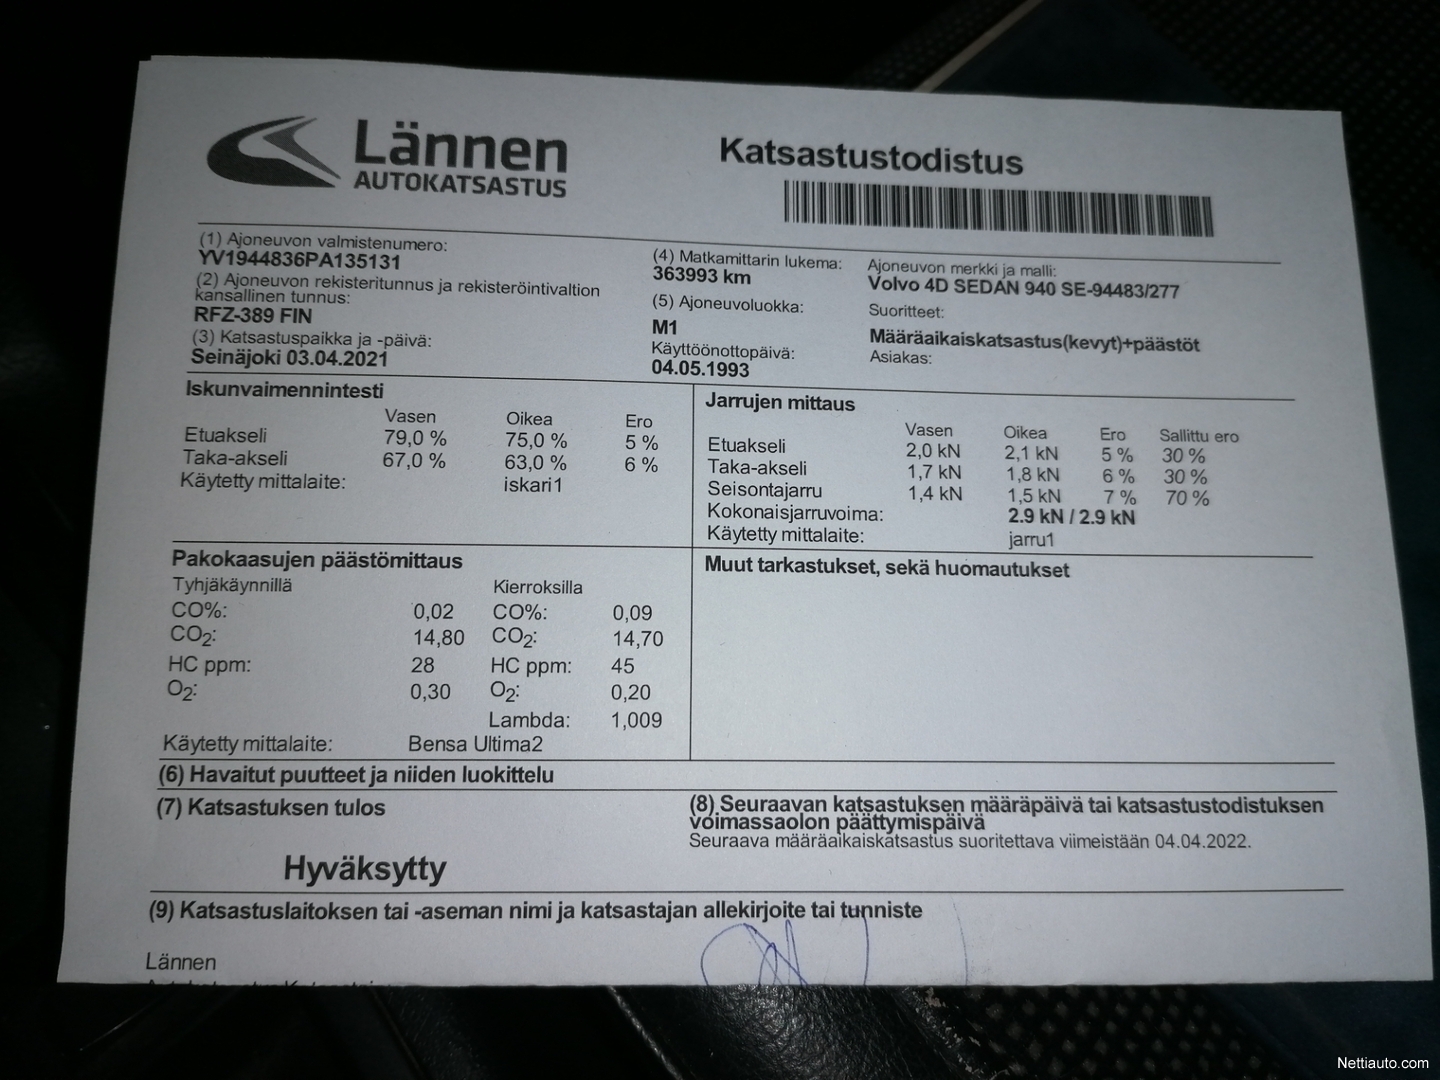 Lännen
AUTOKATSASTUS
Katsastustodistus
(1) Ajoneuvon valmistenumero:
YV1944836PA135131
(2) Ajoneuvon rekisteritunnus ja rekisteröintivaltion
kansallinen tunnus:
RFZ-389 FIN
(3) Katsastuspaikka ja -päivä:
Seinäjoki 03.04.2021
(4) Matkamittarin lukema:
363993 km
(5) Ajoneuvoluokka:
M1
Käyttöönottopäivä:
04.05.1993
Ajoneuvon merkki ja malli:
Volvo 4D SEDAN 940 SE-94483/277
Suoritteet:
Määräaikaiskatsastus(kevyt)+päästöt
Asiakas:
Iskunvaimennintesti
Vasen Oikea Ero
Etuakseli 79,0 % 75,0 % 5 %
Taka-akseli 67,0 % 63,0 % 6 %
Käytetty mittalaite: iskari1
Jarrujen mittaus
Vasen Oikea Ero Sallittu ero
Etuakseli 2,0 kN 2,1 kN 5 % 30 %
Taka-akseli 1,7 kN 1,8 kN 6 % 30 %
Seisontajarru 1,4 kN 1,5 kN 7 % 70 %
Kokonaisjarruvoima: 2.9 kN / 2.9 kN
Käytetty mittalaite: jarru1
Pakokaasujen päästömittaus
Tyhjäkäynnillä Kierroksilla
CO%: 0,02 CO%: 0,09
CO2: 14,80 CO2: 14,70
HC ppm: 28 HC ppm: 45
O2: 0,30 O2: 0,20
Lambda: 1,009
Käytetty mittalaite: Bensa Ultima2
Muut tarkastukset, sekä huomautukset
(6) Havaitut puutteet ja niiden luokittelu
(7) Katsastuksen tulos
Hyväksytty
(8) Seuraavan katsastuksen määräpäivä tai katsastustodistuksen
voimassaolon päättymispäivä
Seuraava määräaikaiskatsastus suoritettava viimeistään 04.04.2022.
(9) Katsastuslaitoksen tai -aseman nimi ja katsastajan allekirjoite tai tunniste
Lännen
Nettiauto.com